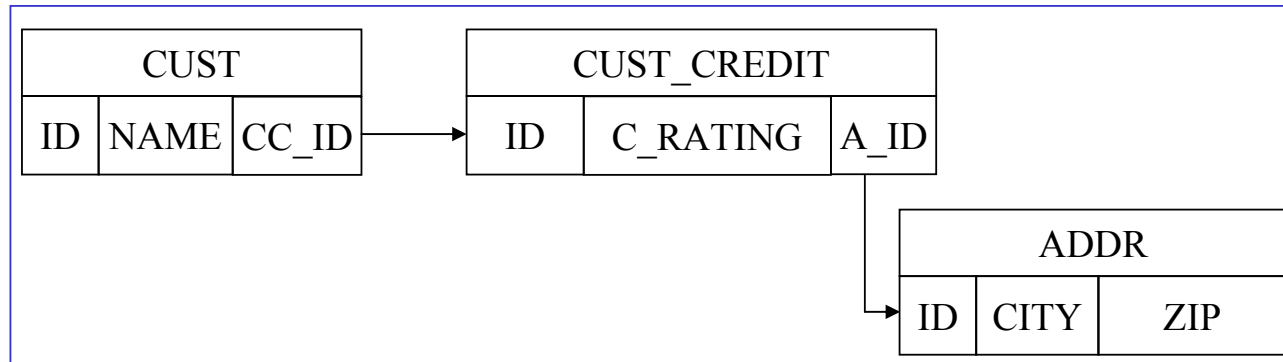 CUST
ID NAME CC_ID
CUST_CREDIT
ID C_RATING A_ID
ADDR
ID CITY ZIP